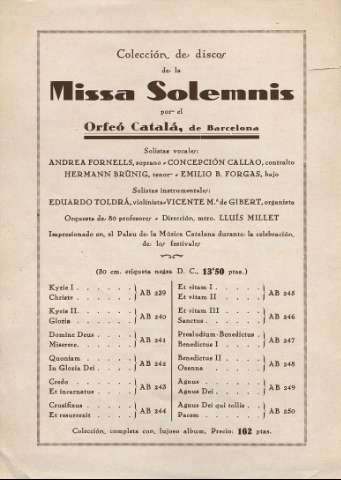 Colección de discos
de la
Missa Solemnis
por el
Orfeó Catalá, de Barcelona
Solistas vocales:
ANDREA FORNELLS, soprano - CONCEPCIÓN CALLAO, contralto
HERMANN BRÜNIG, tenor - EMILIO B. FORGAS, bajo
Solistas instrumentales:
EDUARDO TOLDRÁ, violinista - VICENTE M.ª de GIBERT, organista
Orquesta de 80 profesores - Dirección, mtro. LLUÍS MILLET
Impresionado en el Palau de la Música Catalana durante la celebración
de los festivales
(30 cm. etiqueta negra D. C., 13'50 ptas.)
Kyrie I . . . . . .
Christe . . . . . . AB 239
Kyrie II. . . . . .
Gloria . . . . . . AB 240
Domine Deus . . . .
Miserere. . . . . . AB 241
Quoniam . . . . .
In Gloria Dei . . . . AB 242
Credo . . . . . .
Et incarnatus . . . . AB 243
Crucifixus . . . . .
Et resurrexit . . . . AB 244
Et vitam I . . . . .
Et vitam II . . . . . AB 245
Et vitam III . . . .
Sanctus . . . . . . AB 246
Praeludium-Benedictus .
Benedictus I . . . . AB 247
Benedictus II . . . .
Osanna . . . . . . AB 248
Agnus . . . . . .
Agnus Dei . . . . . AB 249
Agnus Dei qui tollis . .
Pacem . . . . . . AB 250
Colección completa con lujoso album, Precio: 162 ptas.